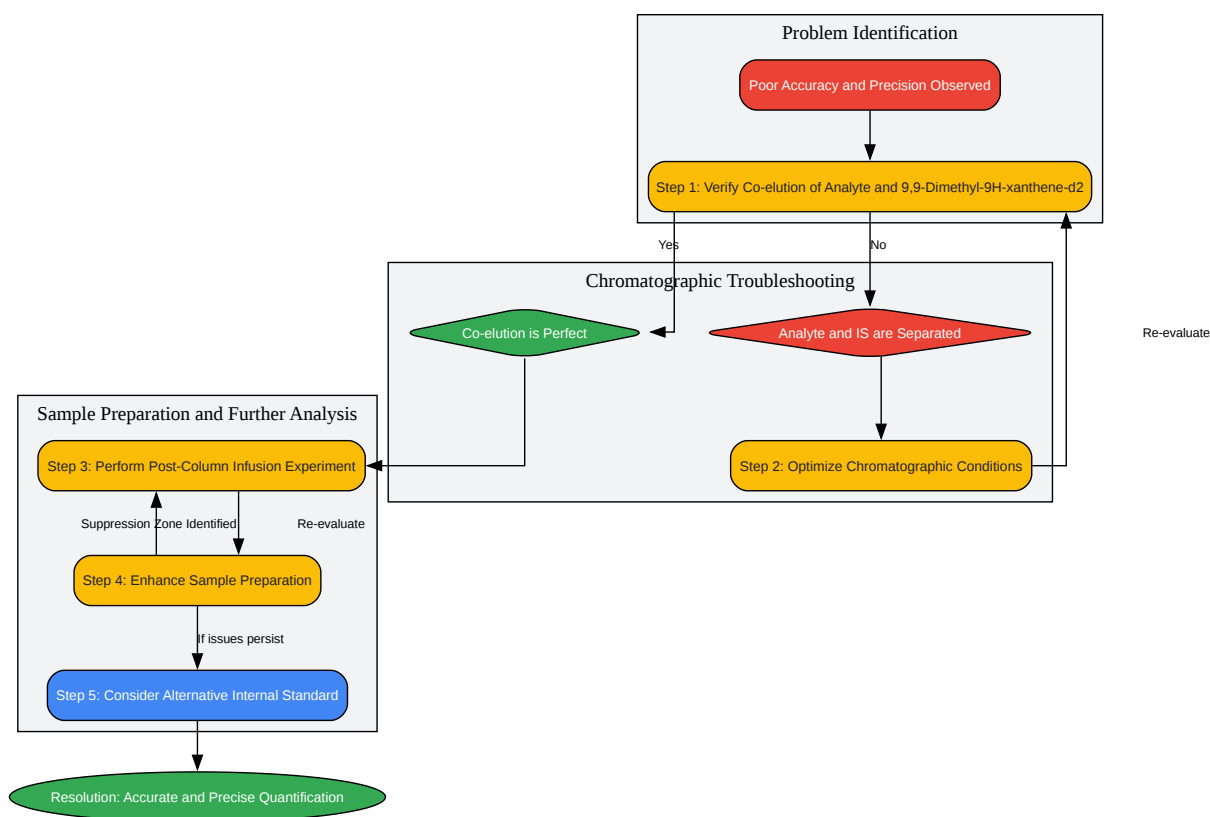 Problem Identification
Poor Accuracy and Precision Observed
Step 1: Verify Co-elution of Analyte and 9,9-Dimethyl-9H-xanthene-d2
Yes
No
Chromatographic Troubleshooting
Co-elution is Perfect
Analyte and IS are Separated
Re-evaluate
Sample Preparation and Further Analysis
Step 3: Perform Post-Column Infusion Experiment
Step 2: Optimize Chromatographic Conditions
Suppression Zone Identified
Re-evaluate
Step 4: Enhance Sample Preparation
If issues persist
Step 5: Consider Alternative Internal Standard
Resolution: Accurate and Precise Quantification